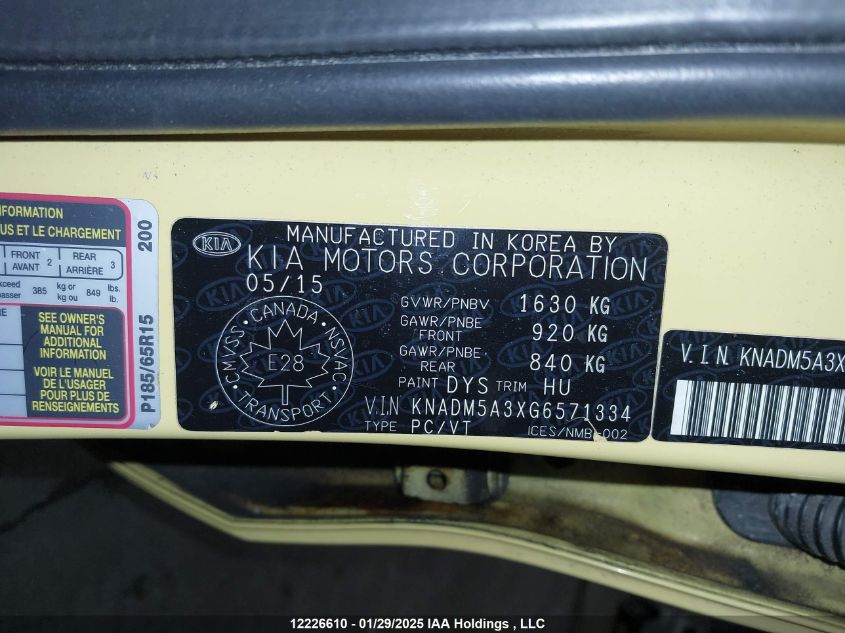 INFORMATION
US ET LE CHARGEMENT
FRONT
AVANT 2
REAR
ARRIÈRE 3
385 kg or
kg ou 849 lbs.
lb.
SEE OWNER'S
MANUAL FOR
ADDITIONAL
INFORMATION
VOIR LE MANUEL
DE L'USAGER
POUR PLUS DE
RENSEIGNEMENTS
P185/65R15 200
KIA
MANUFACTURED IN KOREA BY
KIA MOTORS CORPORATION
05/15
CANADA
CMVSS NSVAC
E28
TRANSPORT
GVWR/PNBV 1630 KG
GAWR/PNBE
FRONT 920 KG
GAWR/PNBE
REAR 840 KG
PAINT DYS TRIM HU
V.I.N KNADM5A3XG6571334
TYPE PC/VT ICES/NMB-002
V.I.N. KNADM5A3X
12226610 - 01/29/2025 IAA Holdings , LLC